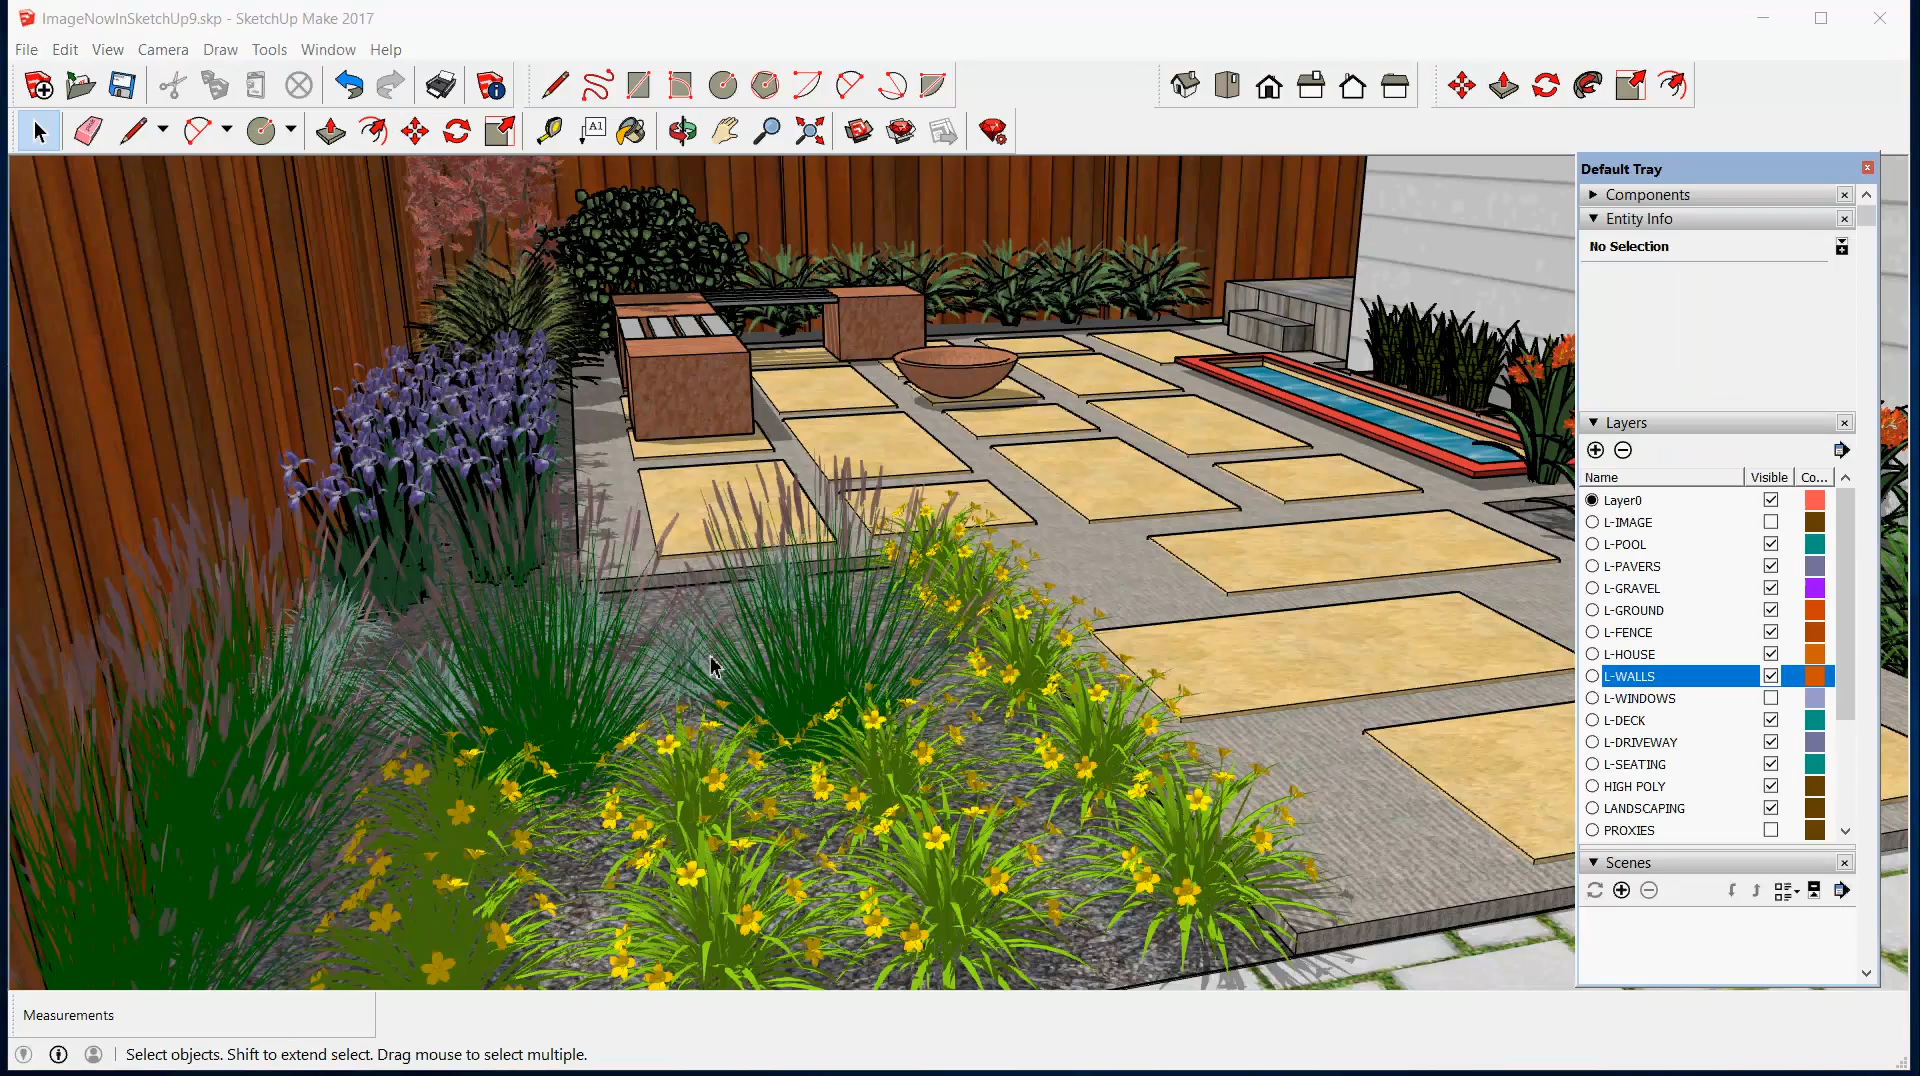 ImageNowInSketchUp9.skp - SketchUp Make 2017
File Edit View Camera Draw Tools Window Help
A1
Default Tray
Components
Entity Info
No Selection
Layers
Name Visible Co...
Layer0
L-IMAGE
L-POOL
L-PAVERS
L-GRAVEL
L-GROUND
L-FENCE
L-HOUSE
L-WALLS
L-WINDOWS
L-DECK
L-DRIVEWAY
L-SEATING
HIGH POLY
LANDSCAPING
PROXIES
Scenes
Measurements
Select objects. Shift to extend select. Drag mouse to select multiple.